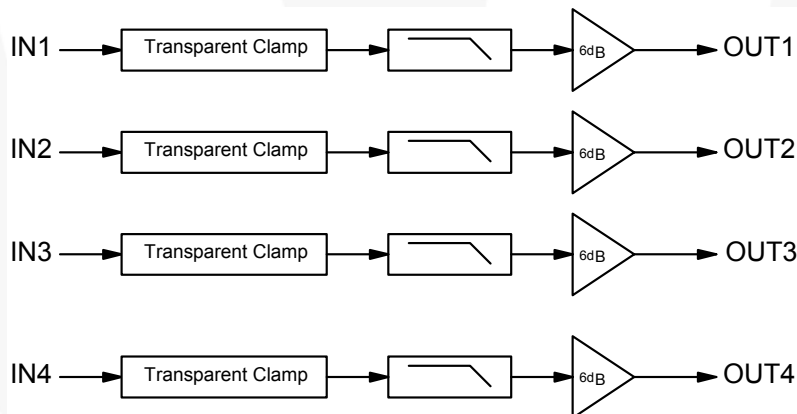 IN1 Transparent Clamp 6dB OUT1
IN2 Transparent Clamp 6dB OUT2
IN3 Transparent Clamp 6dB OUT3
IN4 Transparent Clamp 6dB OUT4